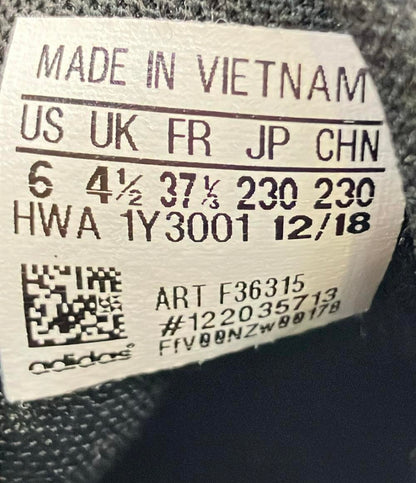 MADE IN VIETNAM
US UK FR JP CHN
6 4½ 37⅓ 230 230
HWA 1Y3001 12/18
ART F36315
#122035713
FfV00NZw00178
adidas